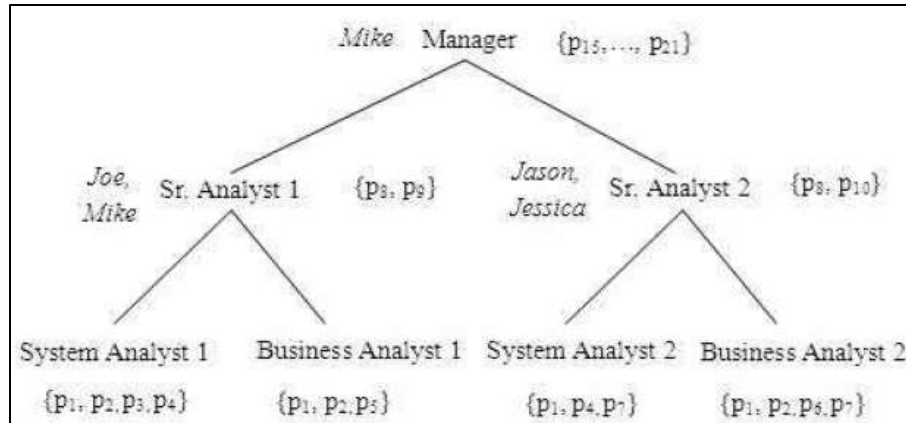 Mike Manager {p₁₅,..., p₂₁}
Joe, Mike Sr. Analyst 1 {p₈, p₉} Jason, Jessica Sr. Analyst 2 {p₈, p₁₀}
System Analyst 1 Business Analyst 1 System Analyst 2 Business Analyst 2
{p₁, p₂,p₃,p₄} {p₁, p₂,p₅} {p₁, p₄,p₇} {p₁, p₂,p₆,p₇}